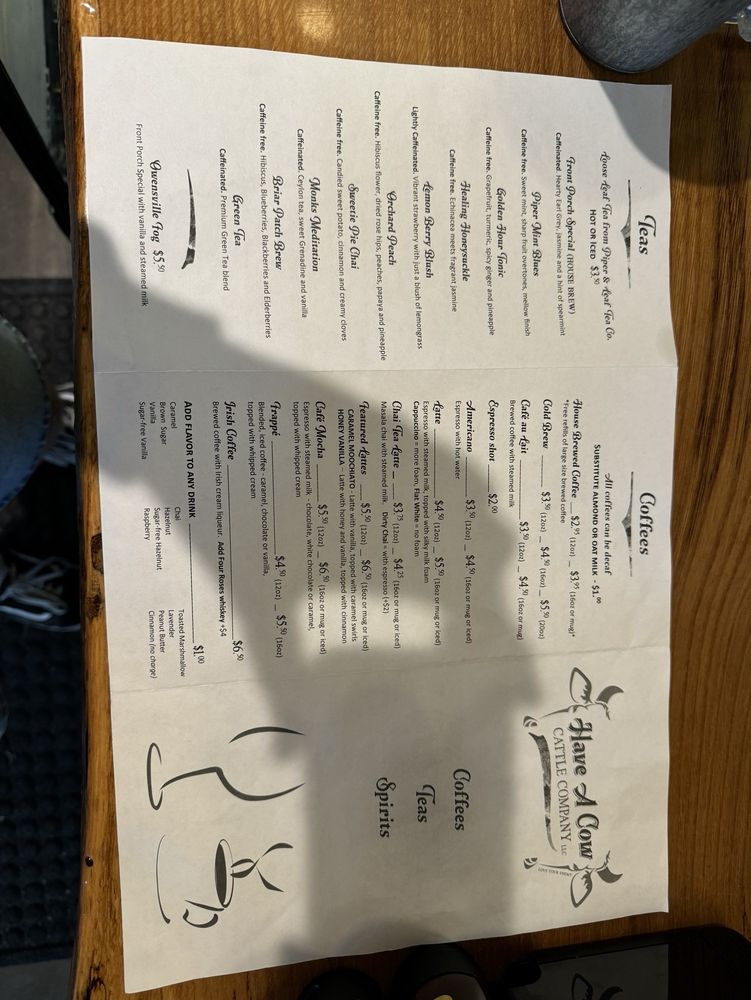 Teas
Loose Leaf Tea from Piper & Leaf Tea Co.
HOT OR ICED $3.50
Front Porch Special (HOUSE BREW)
Caffeinated. Hearty Earl Grey, jasmine and a hint of spearmint
Piper Mint Blues
Caffeine free. Sweet mint, sharp fruit overtones, mellow finish
Golden Hour Tonic
Caffeine free. Grapefruit, turmeric, spicy ginger and pineapple
Healing Honeysuckle
Caffeine free. Echinacea meets fragrant jasmine
Lemon Berry Blush
Lightly Caffeinated. Vibrant strawberry with just a blush of lemongrass
Orchard Peach
Caffeine free. Hibiscus flower, dried rose hips, peaches, papaya and pineapple
Sweetie Pie Chai
Caffeine free. Candied sweet potato, cinnamon and creamy cloves
Monks Meditation
Caffeinated. Ceylon tea, sweet Grenadine and vanilla
Briar Patch Brew
Caffeine free. Hibiscus, Blueberries, Blackberries and Elderberries
Green Tea
Caffeinated. Premium Green Tea blend
Owensville Fog $5.50
Front Porch Special with vanilla and steamed milk
Coffees
All coffees can be decaf
SUBSTITUTE ALMOND OR OAT MILK - $1.00
House Brewed Coffee $2.95 (12oz) _ $3.95 (16oz or mug)*
*Free refills of large size brewed coffee
Cold Brew ____ $3.50 (12oz) _ $4.50 (16oz) _ $5.50 (20oz)
Café au Lait ____ $3.50 (12oz) _ $4.50 (16oz or mug)
Brewed coffee with steamed milk
Espresso shot ____ $2.00
Americano ____ $3.50 (12oz) _ $4.50 (16oz or mug or iced)
Espresso with hot water
Latte ____ $4.50 (12oz) _ $5.50 (16oz or mug or iced)
Espresso with steamed milk, topped with silky milk foam
Cappuccino = more foam, Flat White = no foam
Chai Tea Latte _ ____ $3.75 (12oz) _ $4.25 (16oz or mug or iced)
Masala chai with steamed milk. Dirty Chai = with espresso (+$2)
Featured Lattes ____ $5.50 (12oz) _ $6.50 (16oz or mug or iced)
CARAMEL MOOCHIATO - Latte with vanilla, topped with caramel swirls
HONEY VANILLA – Latte with honey and vanilla, topped with cinnamon
Café Mocha ____ $5.50 (12oz) _ $6.50 (16oz or mug or iced)
Espresso with steamed milk - chocolate, white chocolate or caramel,
topped with whipped cream
Frappé ____ $4.50 (12oz) _ $5.50 (16oz)
Blended, iced coffee - caramel, chocolate or vanilla,
topped with whipped cream
Irish Coffee ____ $6.50
Brewed coffee with Irish cream liqueur. Add Four Roses whiskey +$4
ADD FLAVOR TO ANY DRINK ____ $1.00
Caramel Chai Toasted Marshmallow
Brown Sugar Hazelnut Lavender
Vanilla Sugar-free Hazelnut Peanut Butter
Sugar-free Vanilla Raspberry Cinnamon (no charge)
Have A Cow
CATTLE COMPANY LLC
Coffees
Teas
Spirits